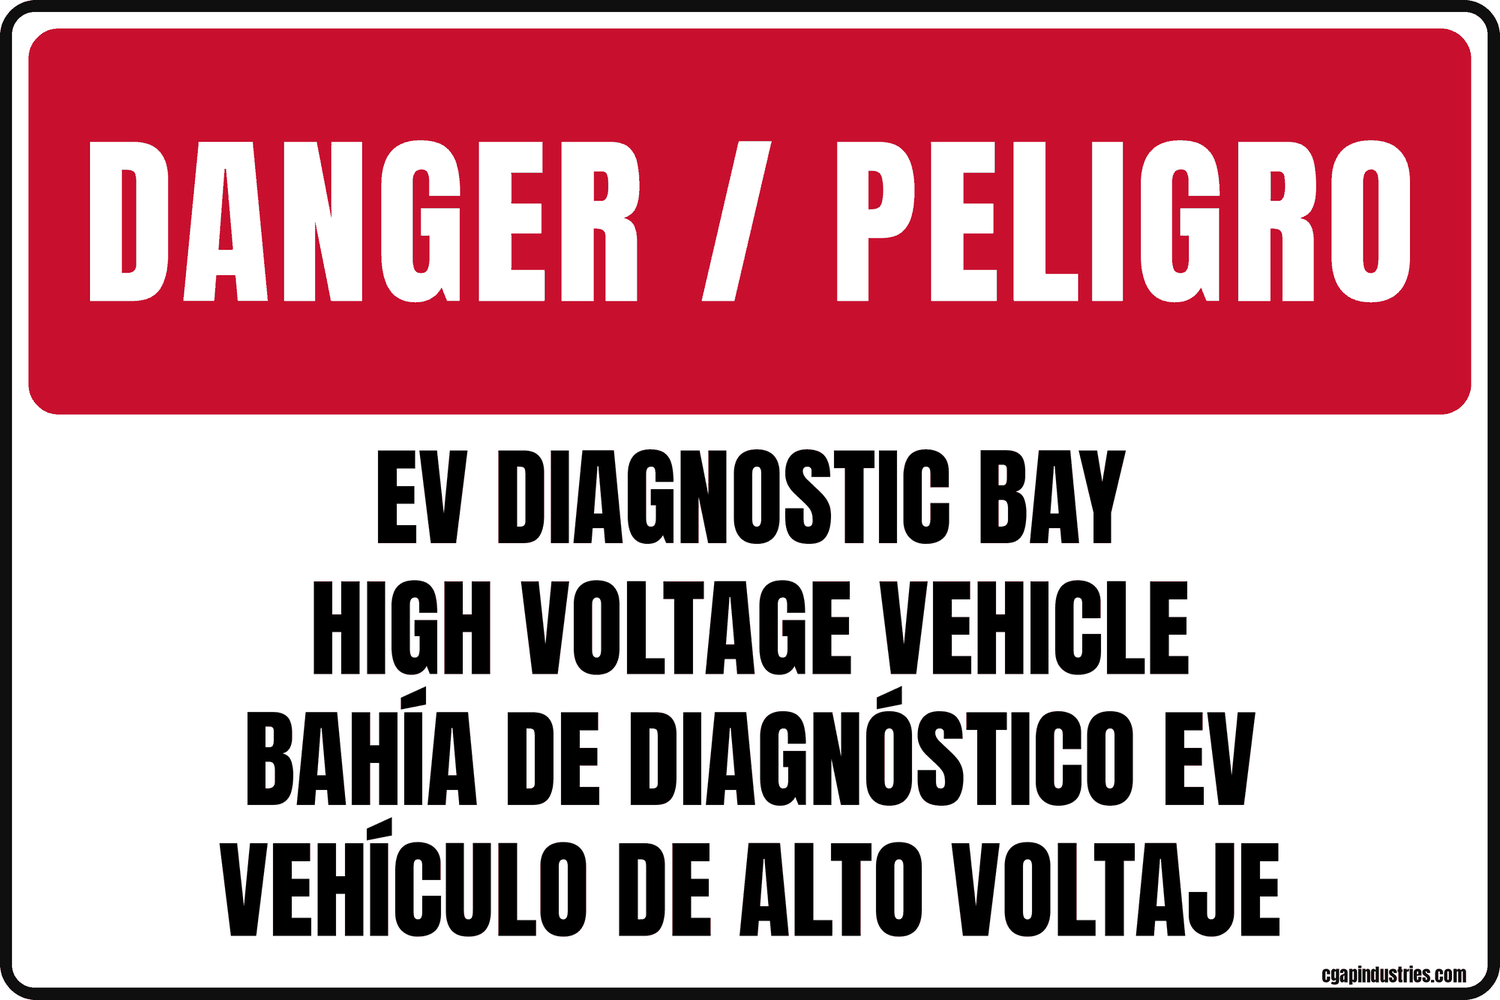 DANGER / PELIGRO
EV DIAGNOSTIC BAY
HIGH VOLTAGE VEHICLE
BAHÍA DE DIAGNÓSTICO EV
VEHÍCULO DE ALTO VOLTAJE
cgapindustries.com